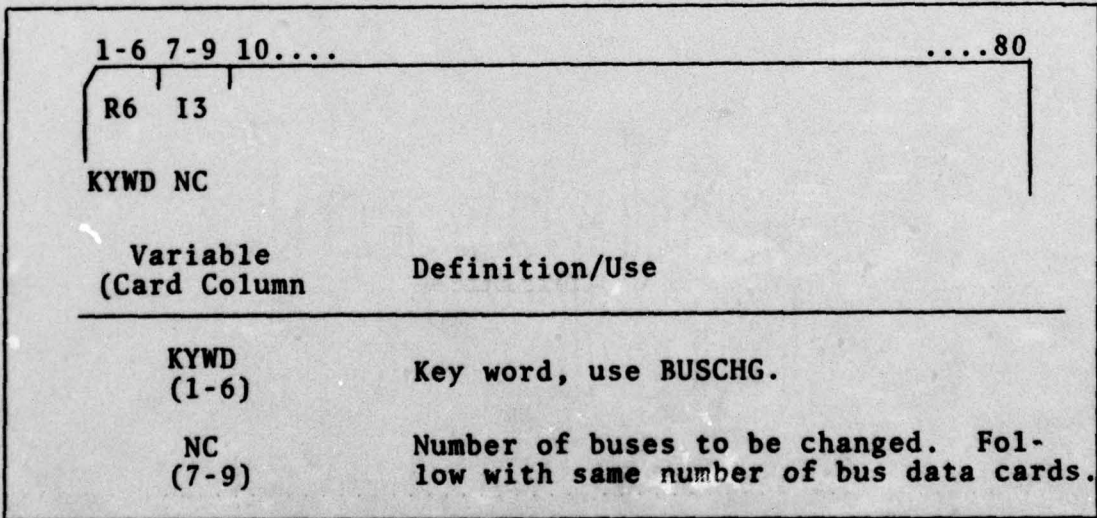 1-6 7-9 10.... ....80
R6 I3
KYWD NC
Variable
(Card Column Definition/Use
KYWD
(1-6) Key word, use BUSCHG.
NC Number of buses to be changed. Fol-
(7-9) low with same number of bus data cards.